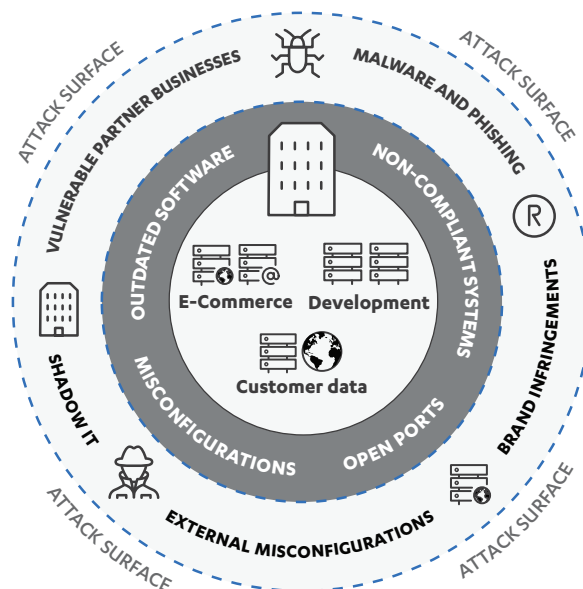 ATTACK SURFACE
ATTACK SURFACE
VULNERABLE PARTNER BUSINESSES
MALWARE AND PHISHING
OUTDATED SOFTWARE
NON-COMPLIANT SYSTEMS
R
@
E-Commerce
Development
Customer data
BRAND INFRINGEMENTS
SHADOW IT
MISCONFIGURATIONS
OPEN PORTS
EXTERNAL MISCONFIGURATIONS
ATTACK SURFACE
ATTACK SURFACE